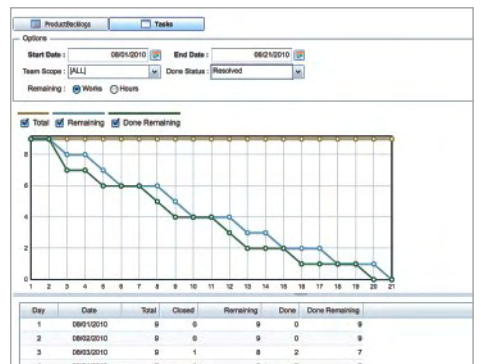 ProductBacklogs Tasks
Options
Start Date : 08/01/2010 End Date : 08/21/2010
Team Scope : [ALL] Done Status : Resolved
Remaining : Works Hours
Total Remaining Done Remaining
8
6
4
2
0
1 2 3 4 5 6 7 8 9 10 11 12 13 14 15 16 17 18 19 20 21
Day Date Total Closed Remaining Done Done Remaining
1 08/01/2010 9 0 9 0 9
2 08/02/2010 9 0 9 0 9
3 08/03/2010 9 1 8 2 7